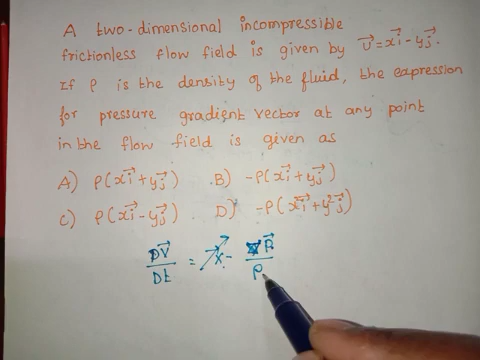 A two-dimensional incompressible
frictionless flow field is given by u⃗ = xi⃗ - yj⃗.
If ρ is the density of the fluid, the expression
for pressure gradient vector at any point
in the flow field is given as
A) ρ(xi⃗ + yj⃗) B) -ρ(xi⃗ + yj⃗)
C) ρ(xi⃗ - yj⃗) D) -ρ(x²i⃗ + y²j⃗)
DV⃗/Dt = X⃗ - ∇P⃗/ρ